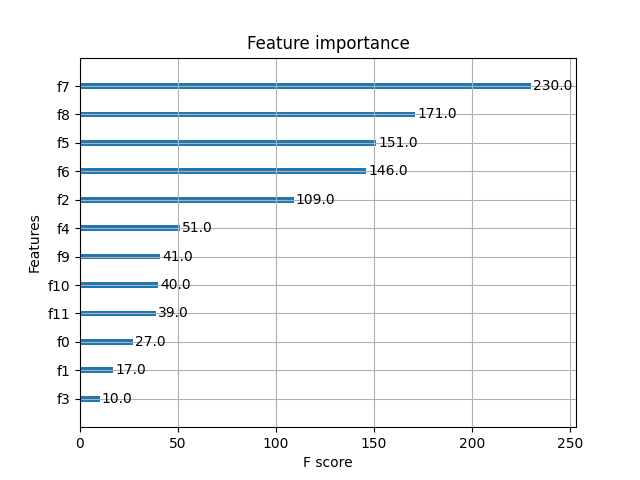 Feature importance
f7 230.0
f8 171.0
f5 151.0
f6 146.0
f2 109.0
f4 51.0
f9 41.0
f10 40.0
f11 39.0
f0 27.0
f1 17.0
f3 10.0
Features
0 50 100 150 200 250
F score